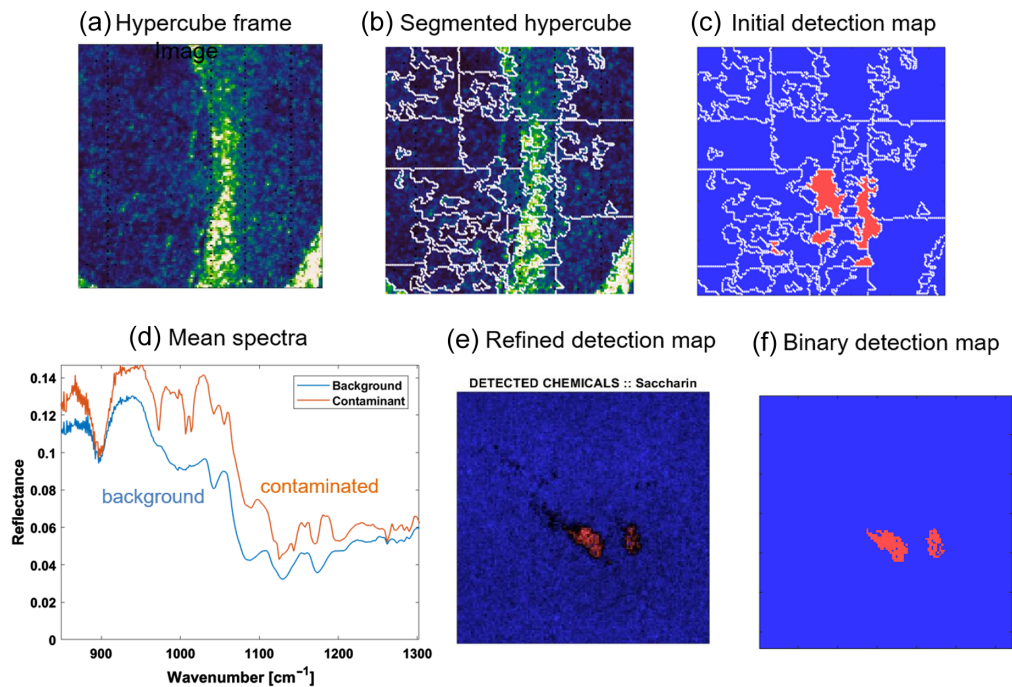 (a) Hypercube frame
Image
(b) Segmented hypercube
(c) Initial detection map
(d) Mean spectra
0.14
0.12
0.1
0.08
0.06
0.04
0.02
0
Reflectance
Background
Contaminant
background
contaminated
900
1000
1100
1200
1300
Wavenumber [cm⁻¹]
(e) Refined detection map
DETECTED CHEMICALS :: Saccharin
(f) Binary detection map